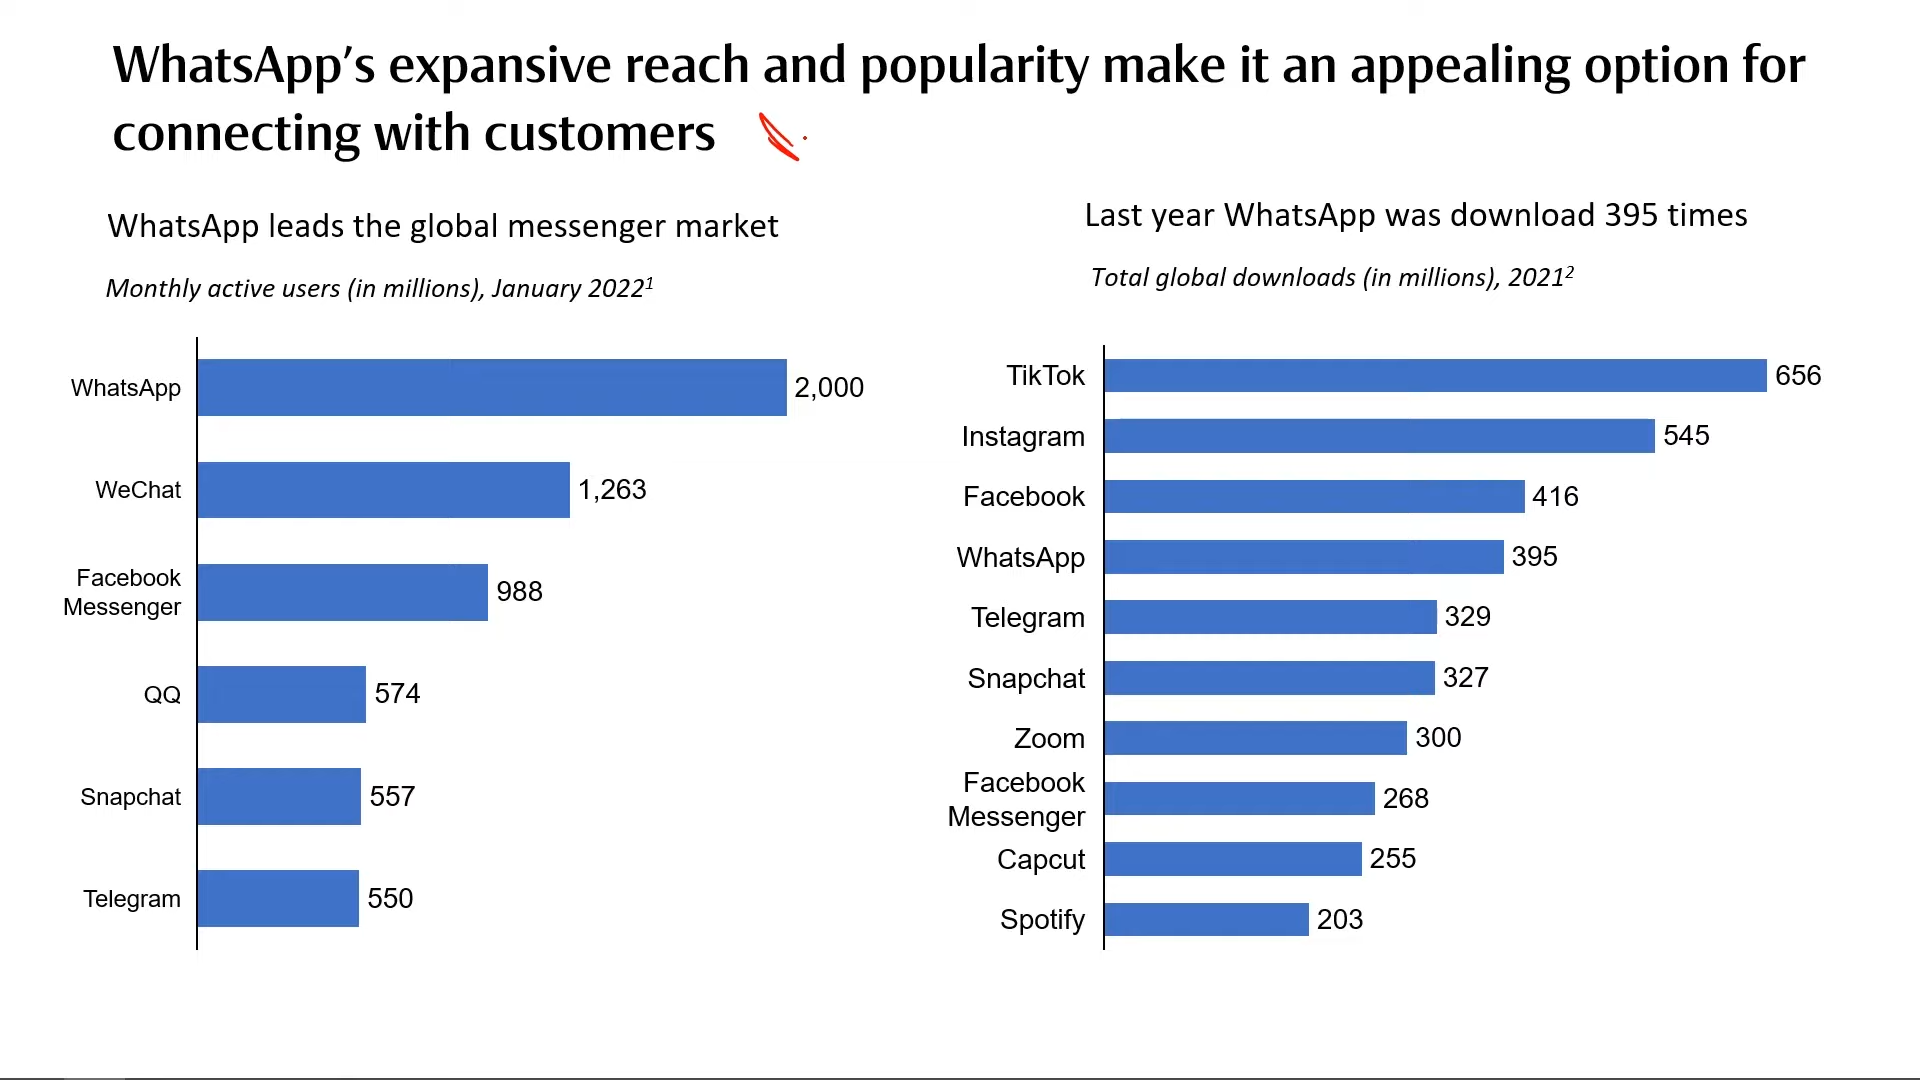 WhatsApp’s expansive reach and popularity make it an appealing option for
connecting with customers
WhatsApp leads the global messenger market
Monthly active users (in millions), January 2022¹
WhatsApp 2,000
WeChat 1,263
Facebook
Messenger 988
QQ 574
Snapchat 557
Telegram 550
Last year WhatsApp was download 395 times
Total global downloads (in millions), 2021²
TikTok 656
Instagram 545
Facebook 416
WhatsApp 395
Telegram 329
Snapchat 327
Zoom 300
Facebook
Messenger 268
Capcut 255
Spotify 203